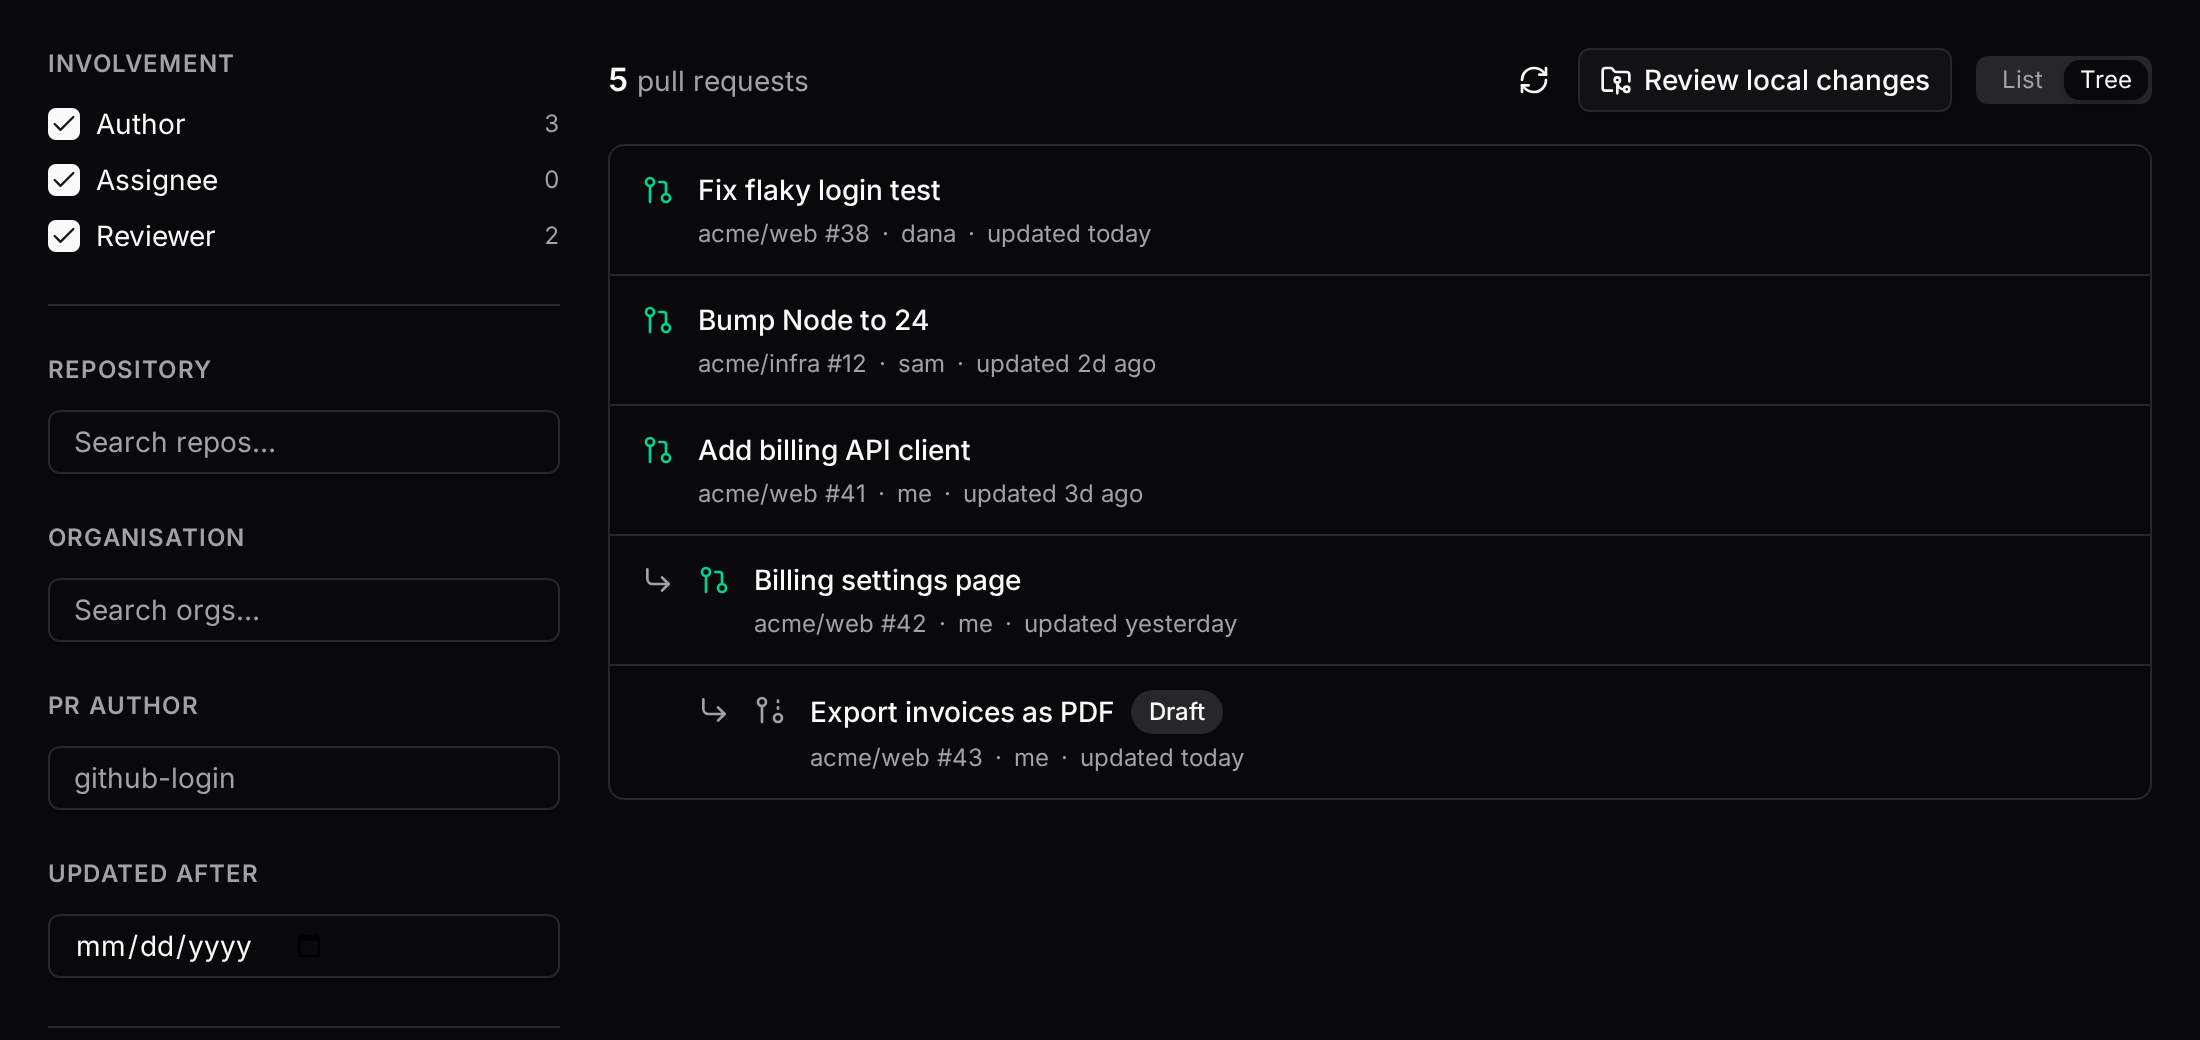 INVOLVEMENT
Author 3
Assignee 0
Reviewer 2
REPOSITORY
Search repos...
ORGANISATION
Search orgs...
PR AUTHOR
github-login
UPDATED AFTER
mm/dd/yyyy
5 pull requests
Review local changes
List Tree
Fix flaky login test
acme/web #38 · dana · updated today
Bump Node to 24
acme/infra #12 · sam · updated 2d ago
Add billing API client
acme/web #41 · me · updated 3d ago
Billing settings page
acme/web #42 · me · updated yesterday
Export invoices as PDF Draft
acme/web #43 · me · updated today